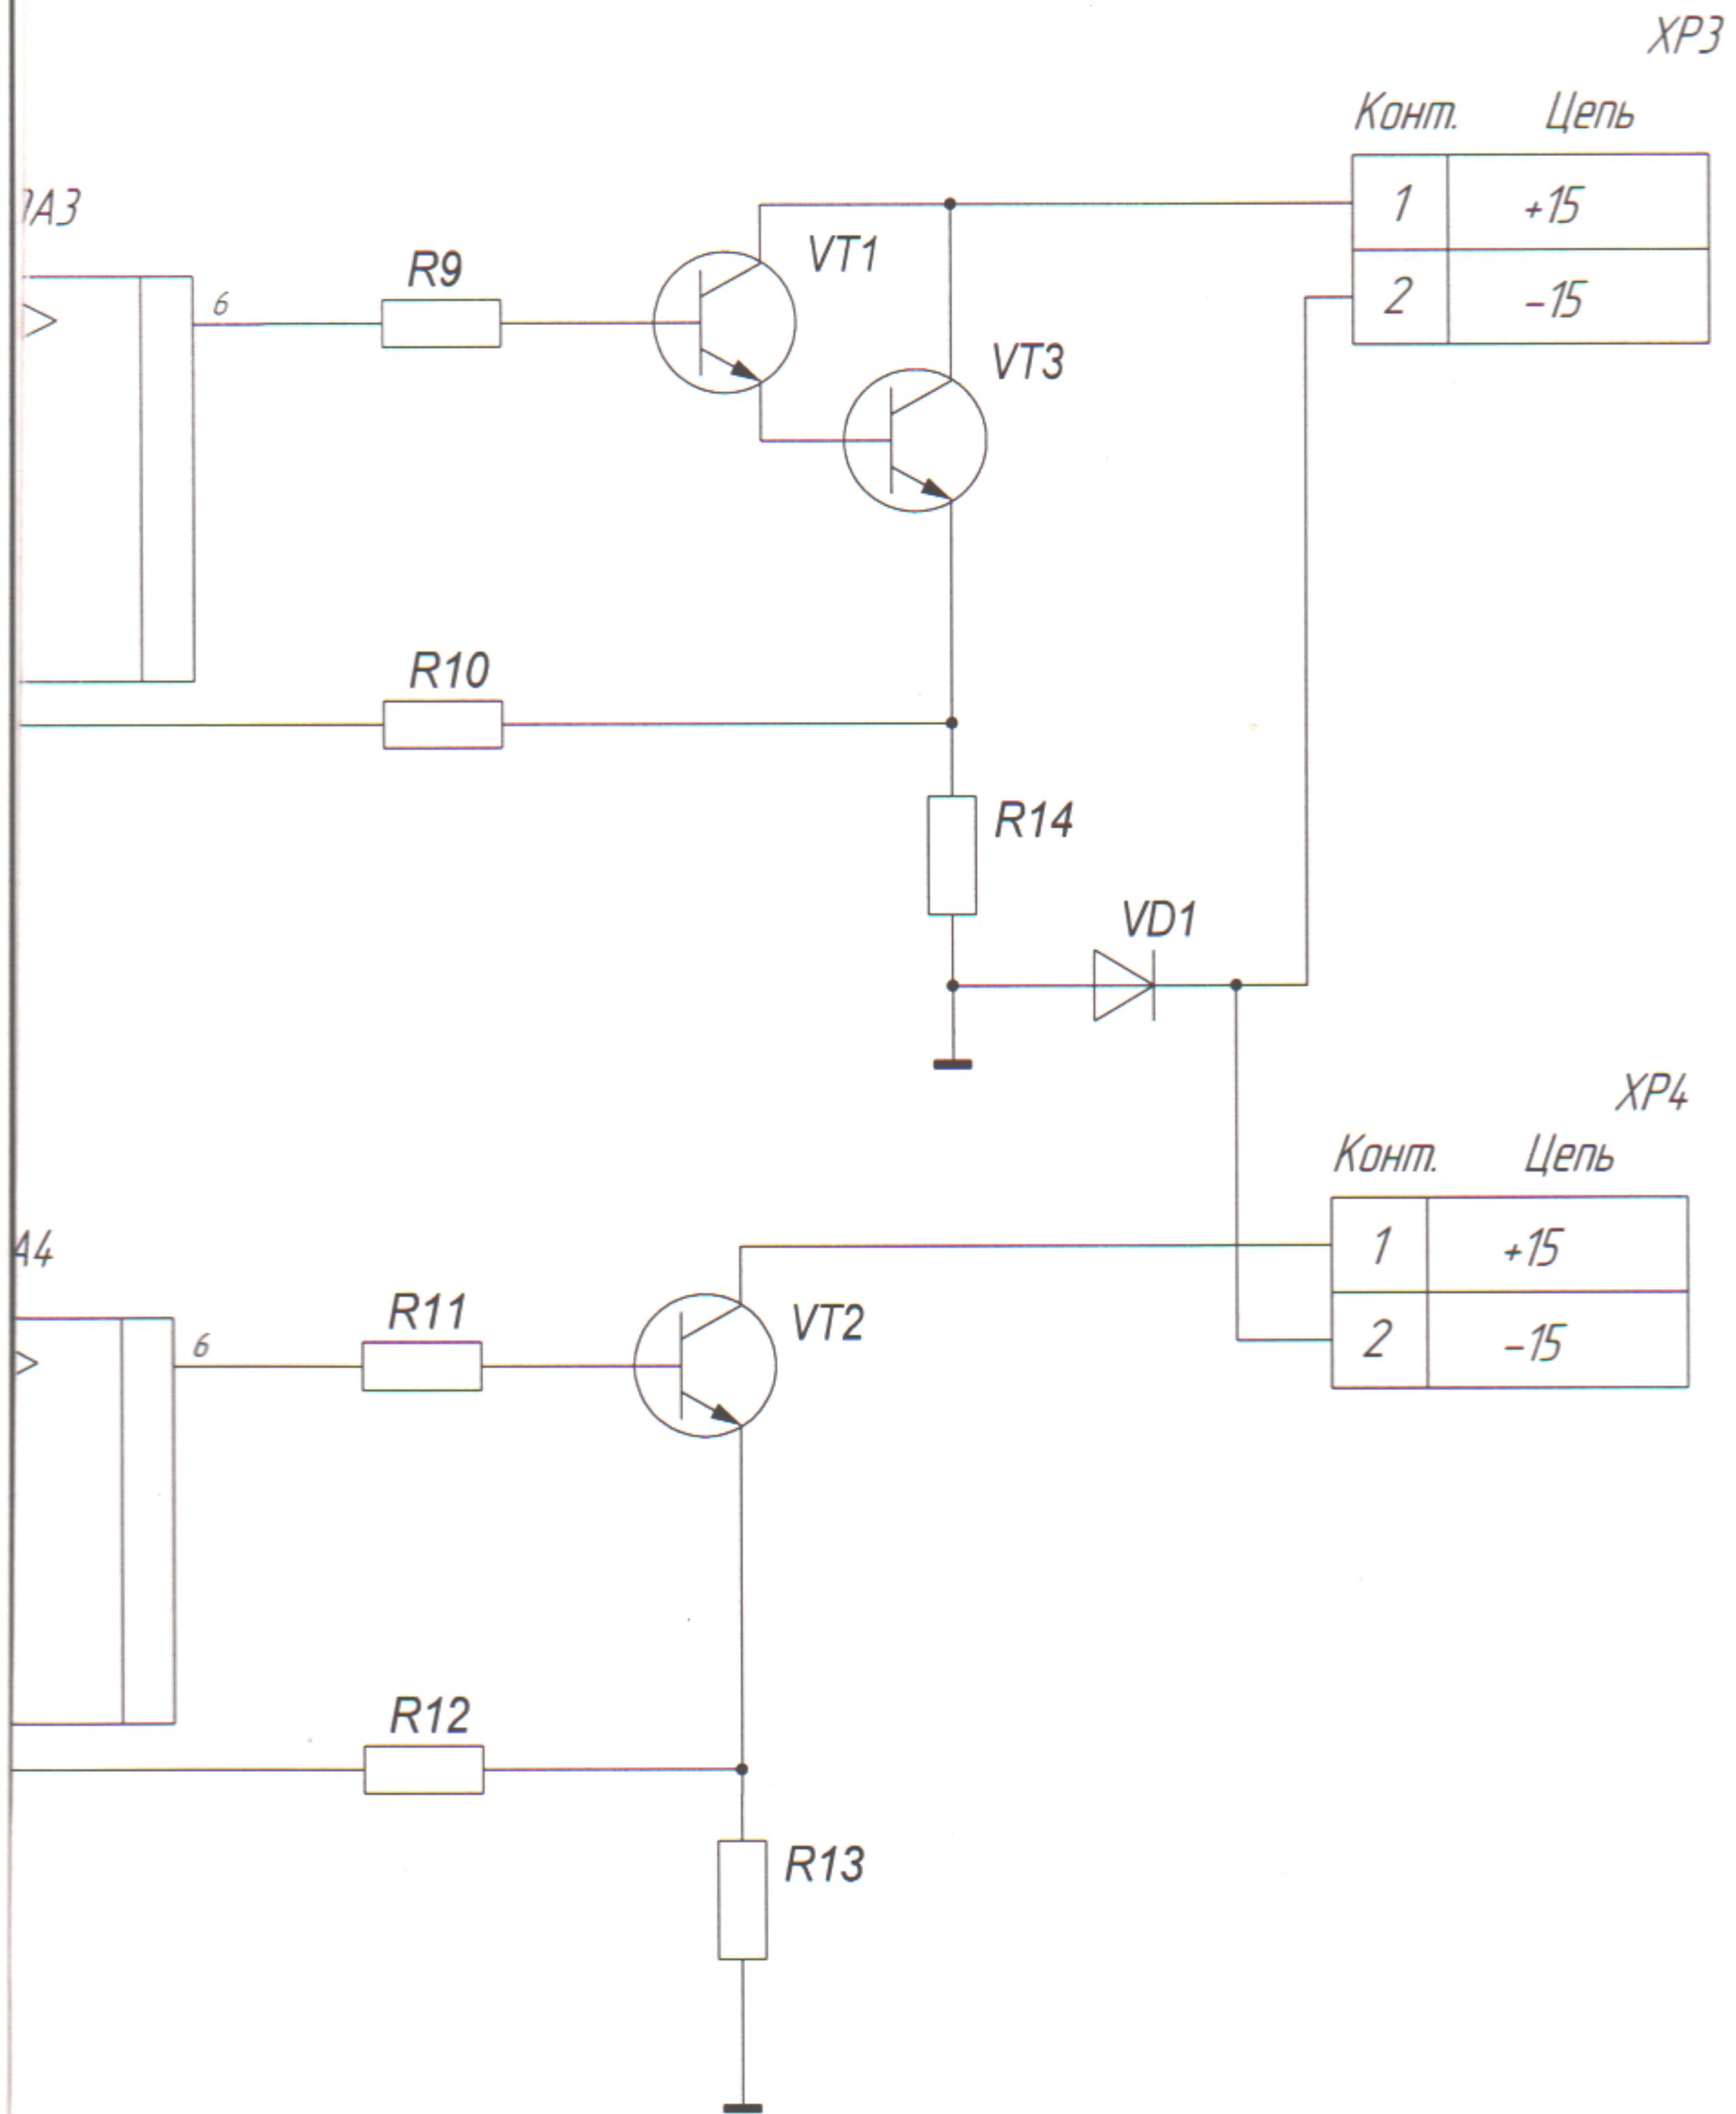 XP3
Конт. Цепь
1 +15
2 -15
DA3
6
R9
VT1
VT3
R10
R14
VD1
XP4
Конт. Цепь
1 +15
2 -15
A4
6
R11
VT2
R12
R13